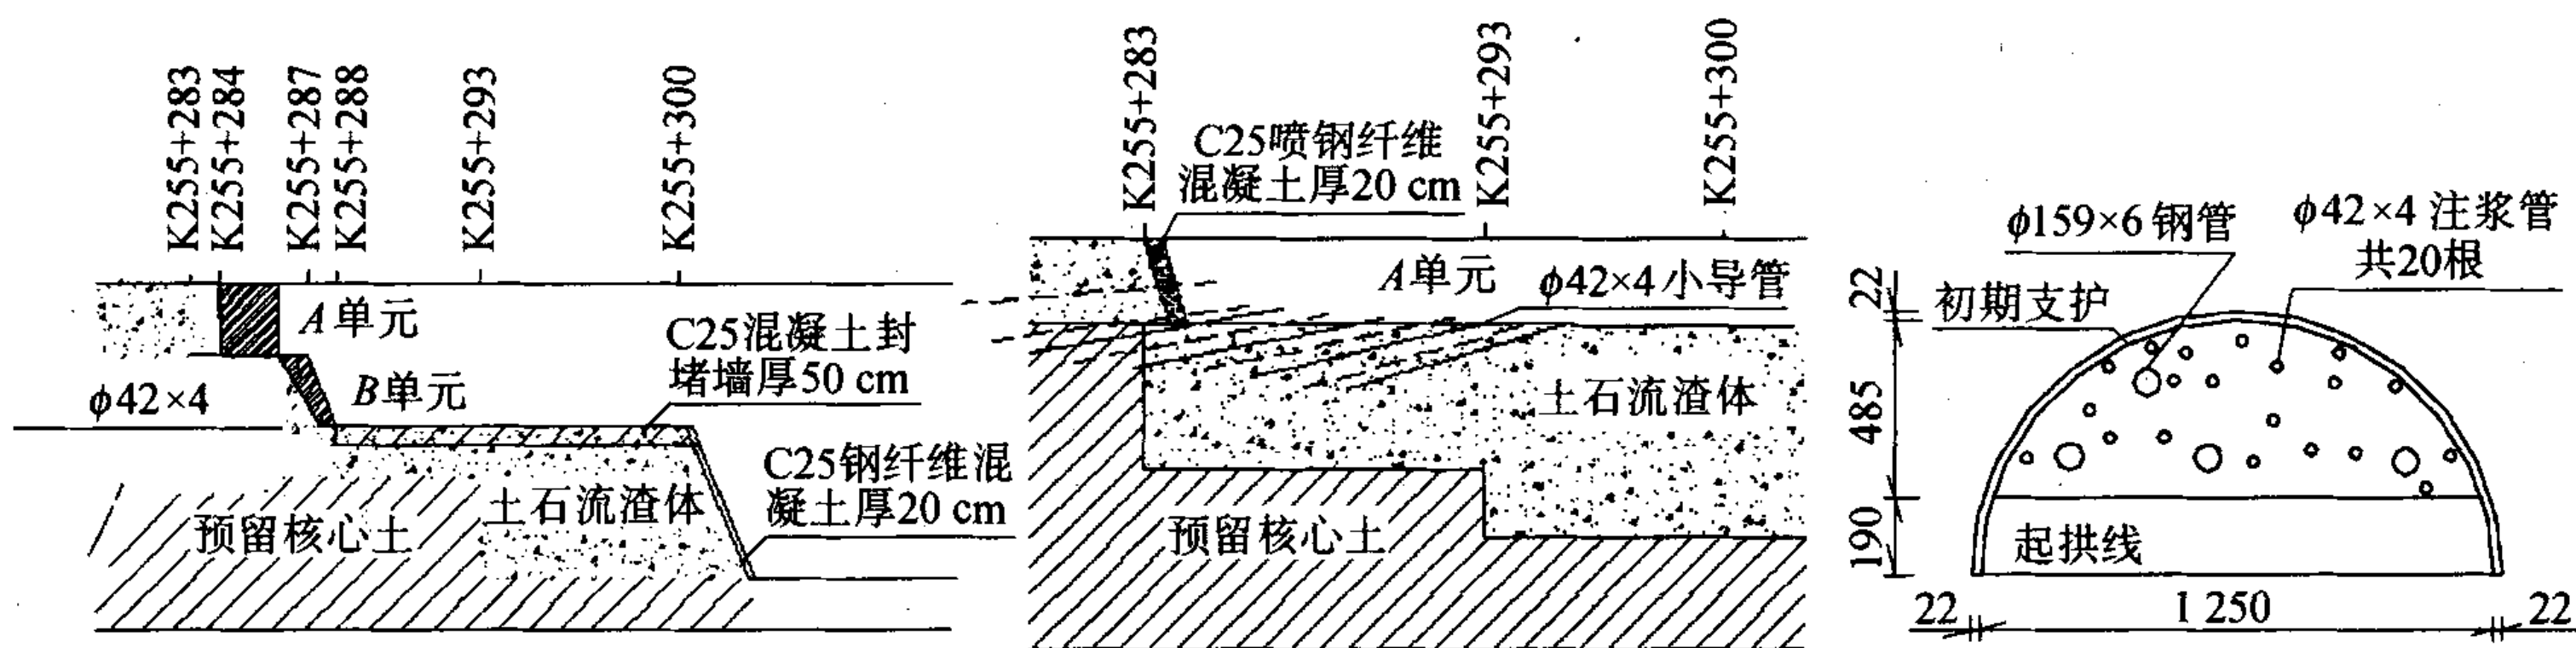 K255+283
K255+284
K255+287
K255+288
K255+293
K255+300
A单元
B单元
φ42×4
C25混凝土封
堵墙厚50 cm
C25钢纤维混
凝土厚20 cm
土石流渣体
预留核心土
K255+283
K255+293
K255+300
C25喷钢纤维
混凝土厚20 cm
A单元
φ42×4小导管
土石流渣体
预留核心土
φ159×6钢管
φ42×4注浆管
共20根
初期支护
22
485
190
起拱线
22
1 250
22